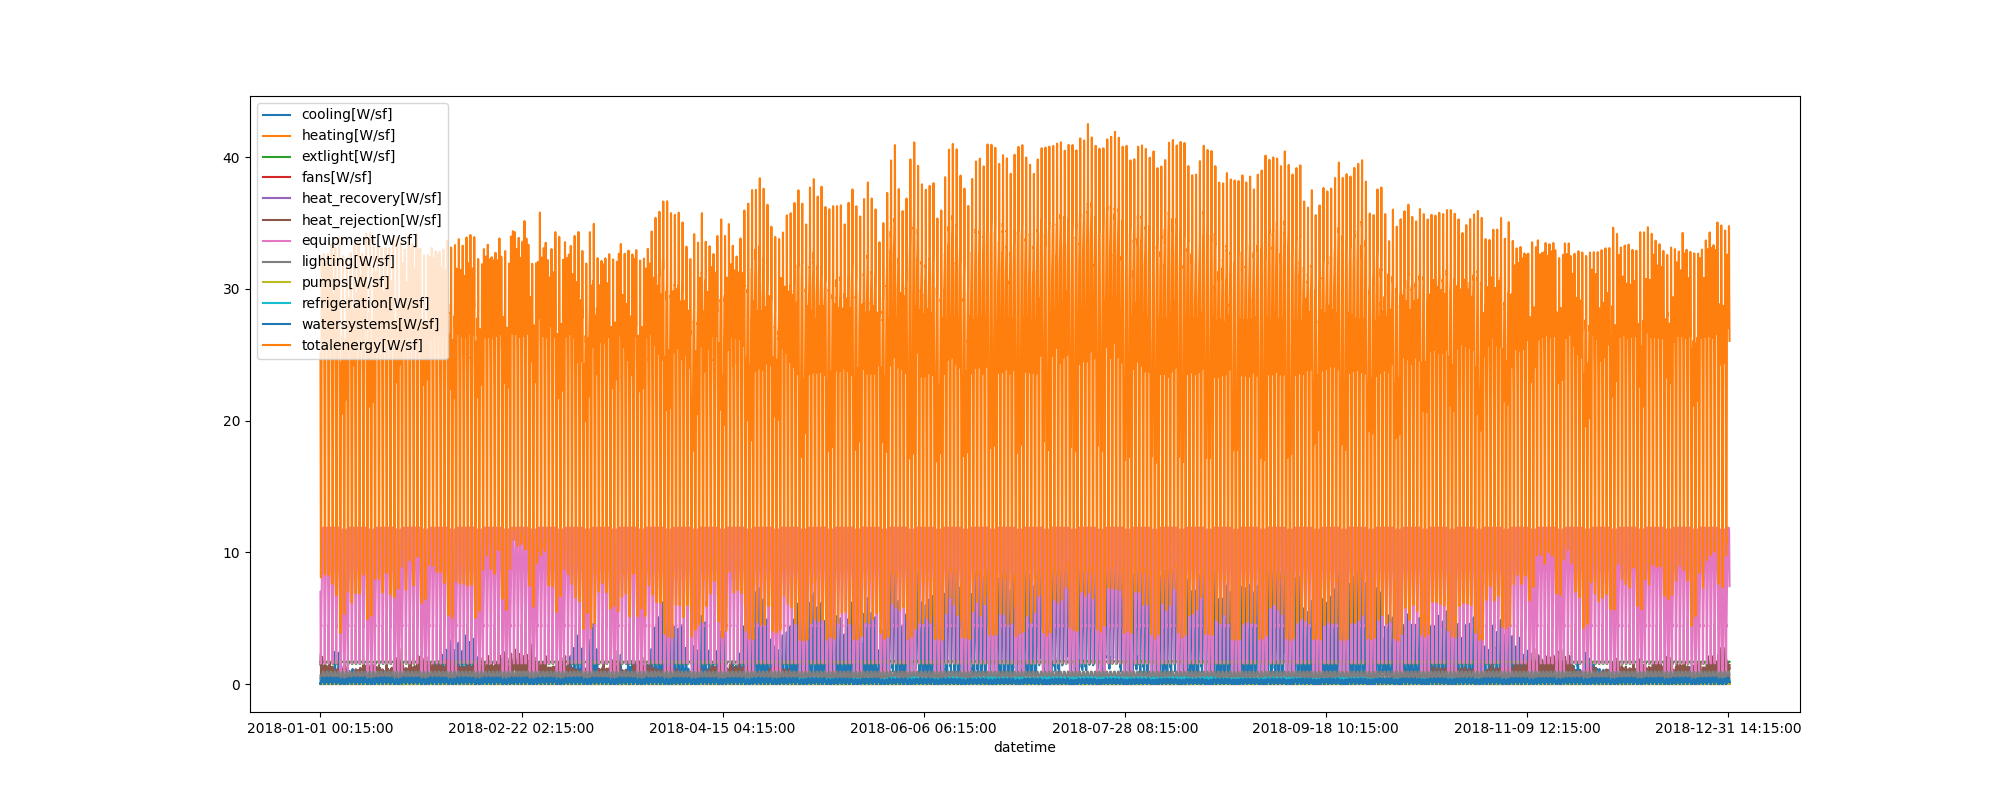 cooling[W/sf]
heating[W/sf]
extlight[W/sf]
fans[W/sf]
heat_recovery[W/sf]
heat_rejection[W/sf]
equipment[W/sf]
lighting[W/sf]
pumps[W/sf]
refrigeration[W/sf]
watersystems[W/sf]
totalenergy[W/sf]
40
30
20
10
0
2018-01-01 00:15:00 2018-02-22 02:15:00 2018-04-15 04:15:00 2018-06-06 06:15:00 2018-07-28 08:15:00 2018-09-18 10:15:00 2018-11-09 12:15:00 2018-12-31 14:15:00
datetime